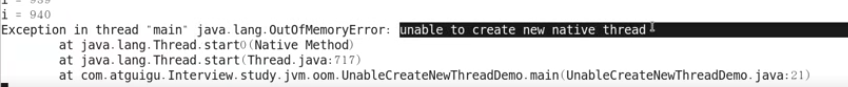 i = 939
i = 940
Exception in thread "main" java.lang.OutOfMemoryError: unable to create new native thread
at java.lang.Thread.start0(Native Method)
at java.lang.Thread.start(Thread.java:717)
at com.atguigu.Interview.study.jvm.oom.UnableCreateNewThreadDemo.main(UnableCreateNewThreadDemo.java:21)